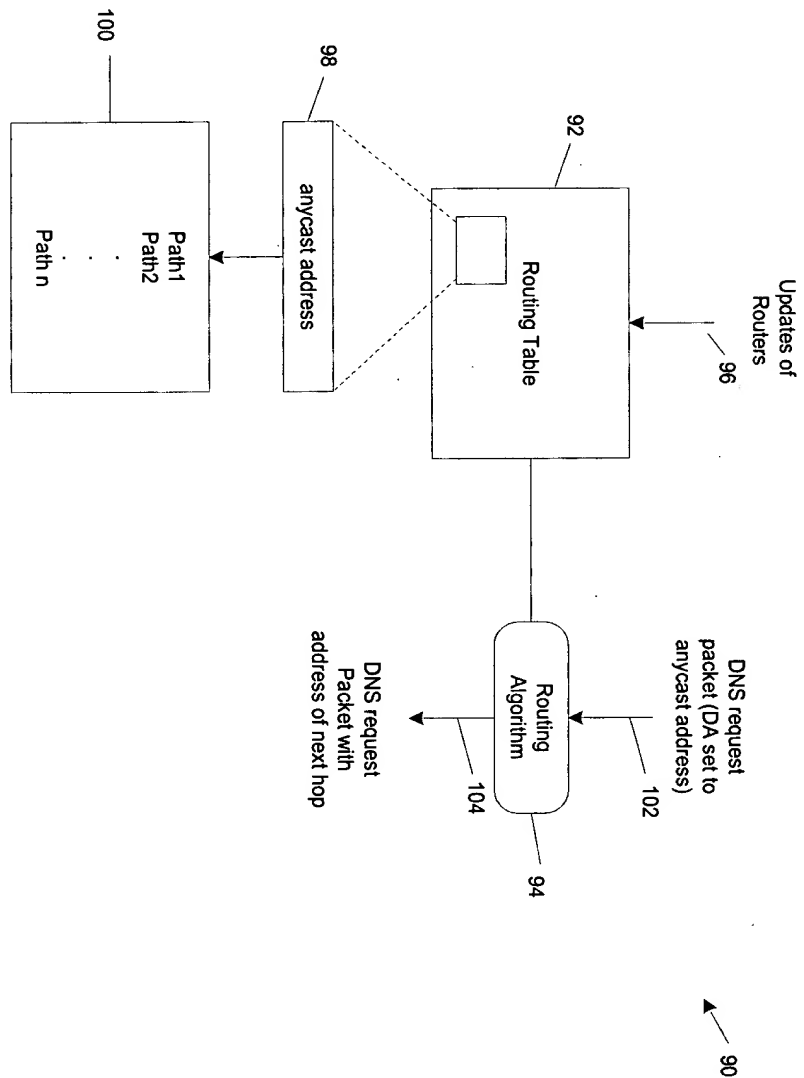 Updates of
Routers
96
DNS request
packet (DA set to
anycast address)
90
102
92
Routing Table
Routing
Algorithm
94
104
DNS request
Packet with
address of next hop
98
anycast address
Path1
Path2
.
.
.
Path n
100